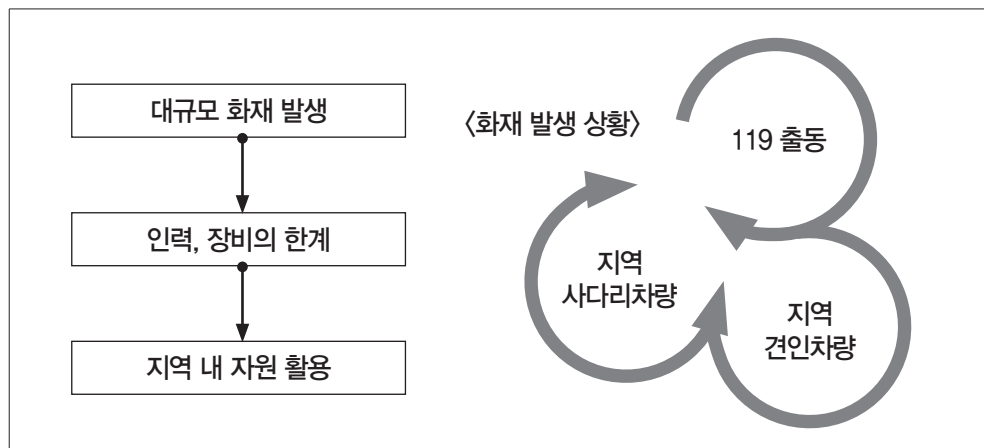 대규모 화재 발생
인력, 장비의 한계
지역 내 자원 활용
〈화재 발생 상황〉
119 출동
지역
사다리차량
지역
견인차량